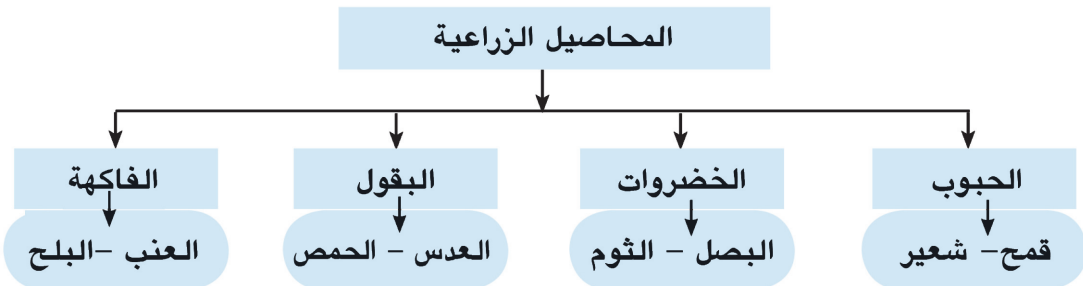 المحاصيل الزراعية
الحبوب
الخضروات
البقول
الفاكهة
قمح- شعير
البصل - الثوم
العدس - الحمص
العنب -البلح